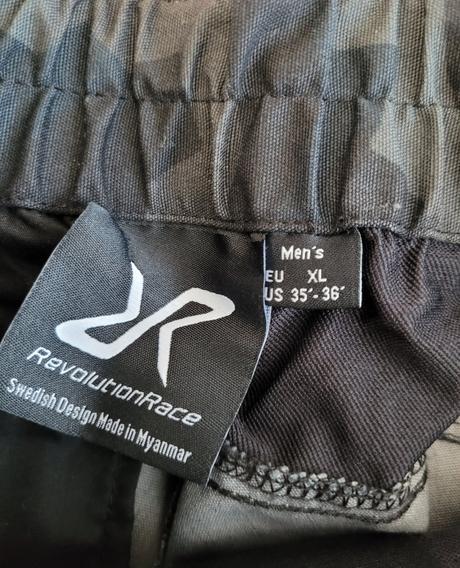 Men´s
EU XL
US 35´- 36´
RevolutionRace
Swedish Design Made in Myanmar